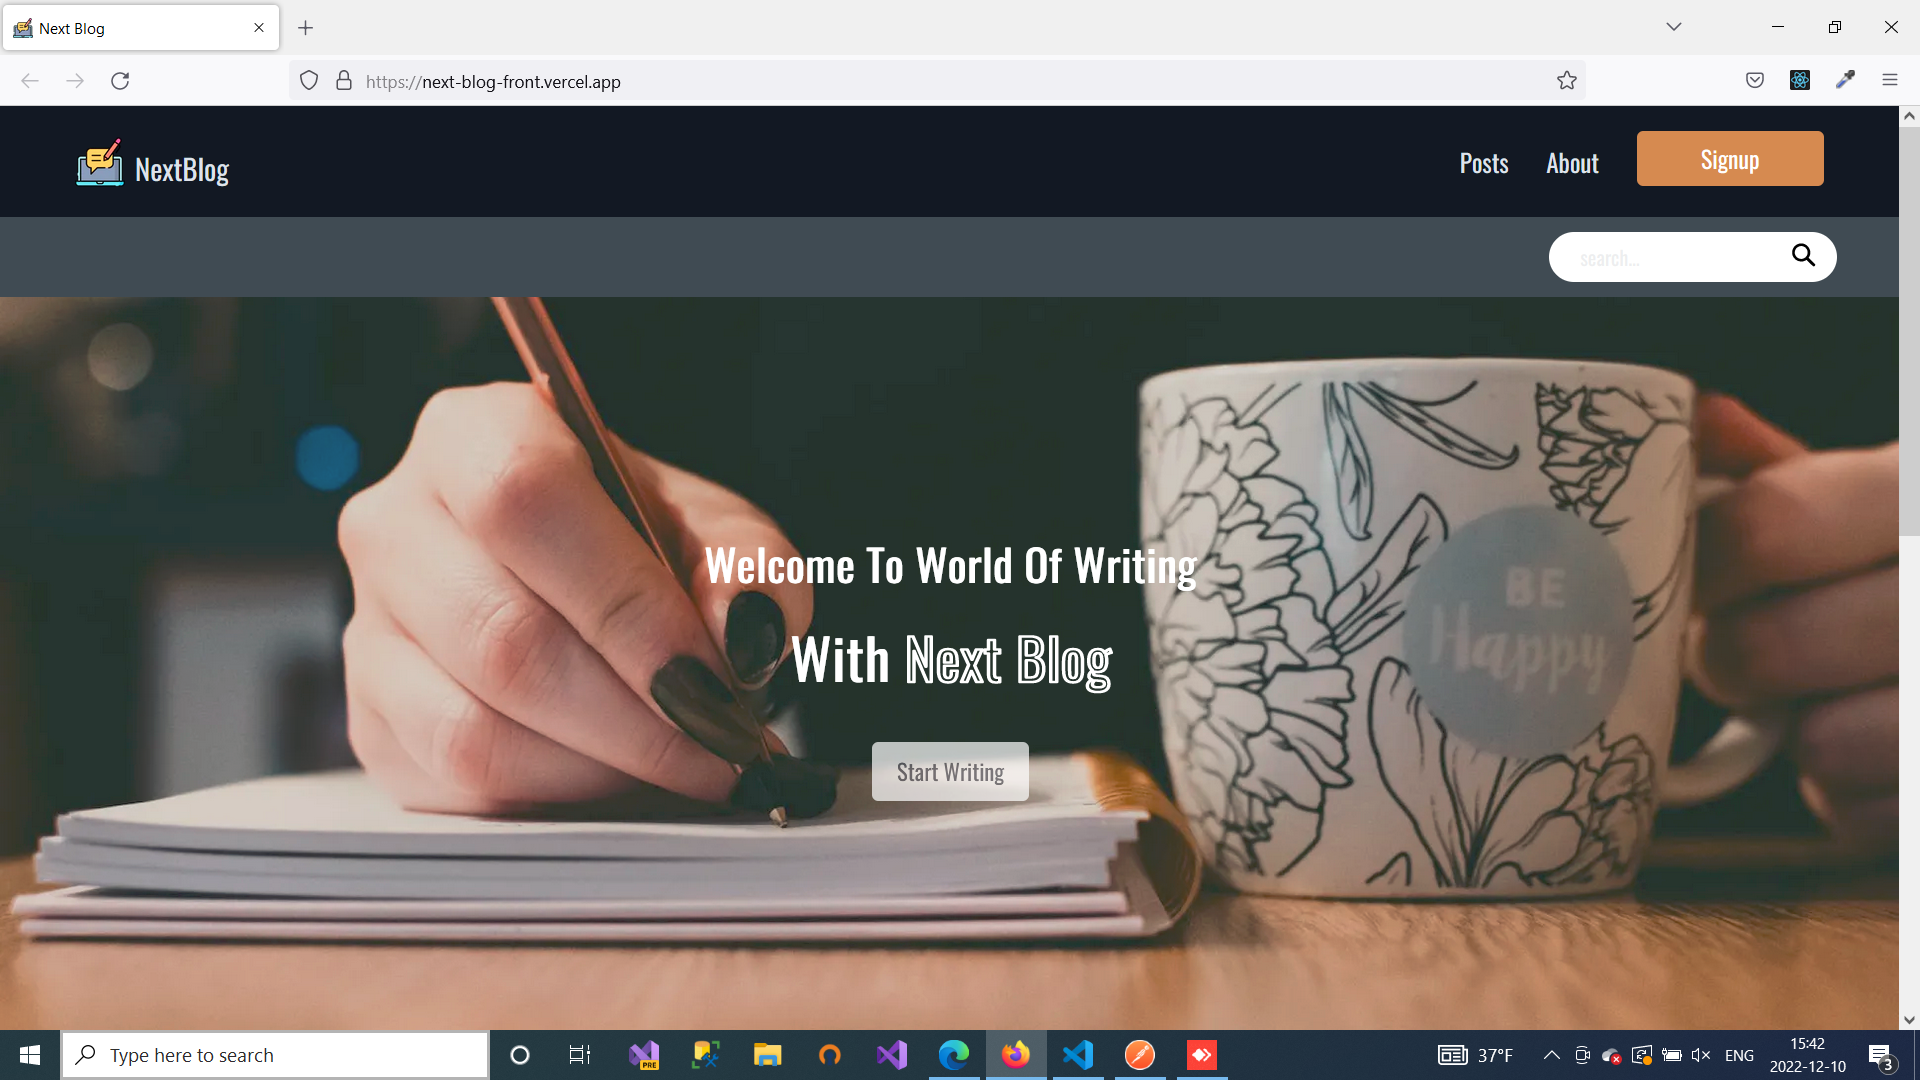 Next Blog
https://next-blog-front.vercel.app
NextBlog
Posts
About
Signup
search...
Welcome To World Of Writing
With Next Blog
Start Writing
BE
Happy
Type here to search
PRE
37°F
ENG
15:42
2022-12-10
3